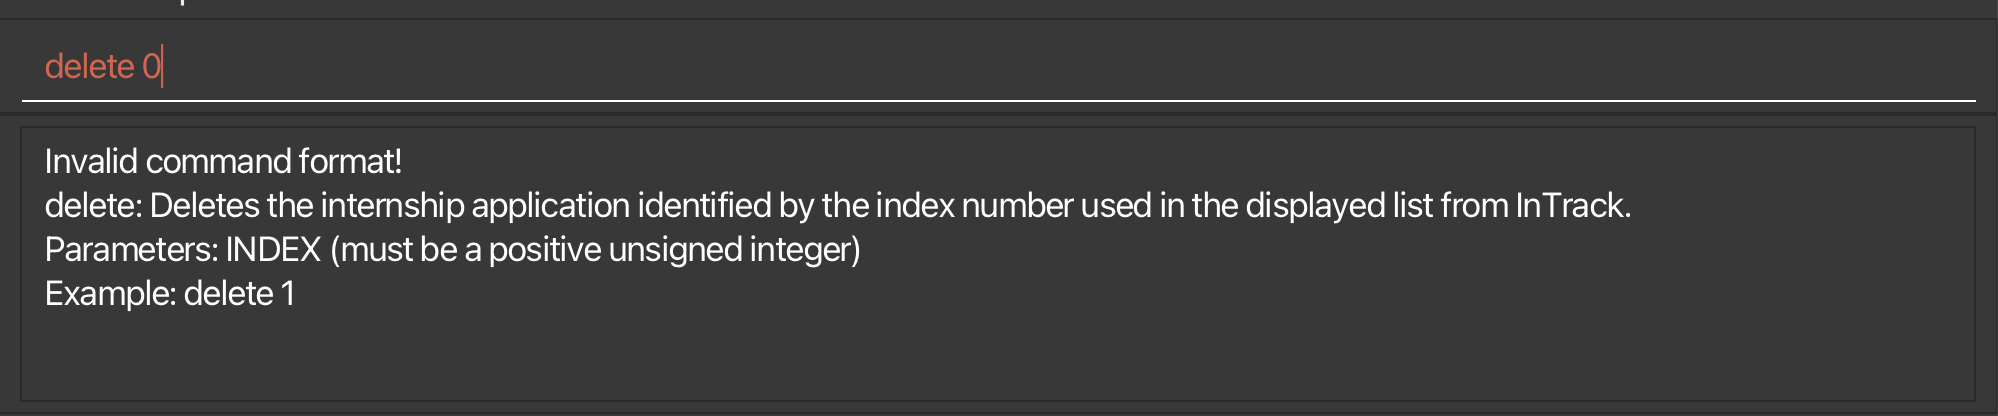 delete 0
Invalid command format!
delete: Deletes the internship application identified by the index number used in the displayed list from InTrack.
Parameters: INDEX (must be a positive unsigned integer)
Example: delete 1